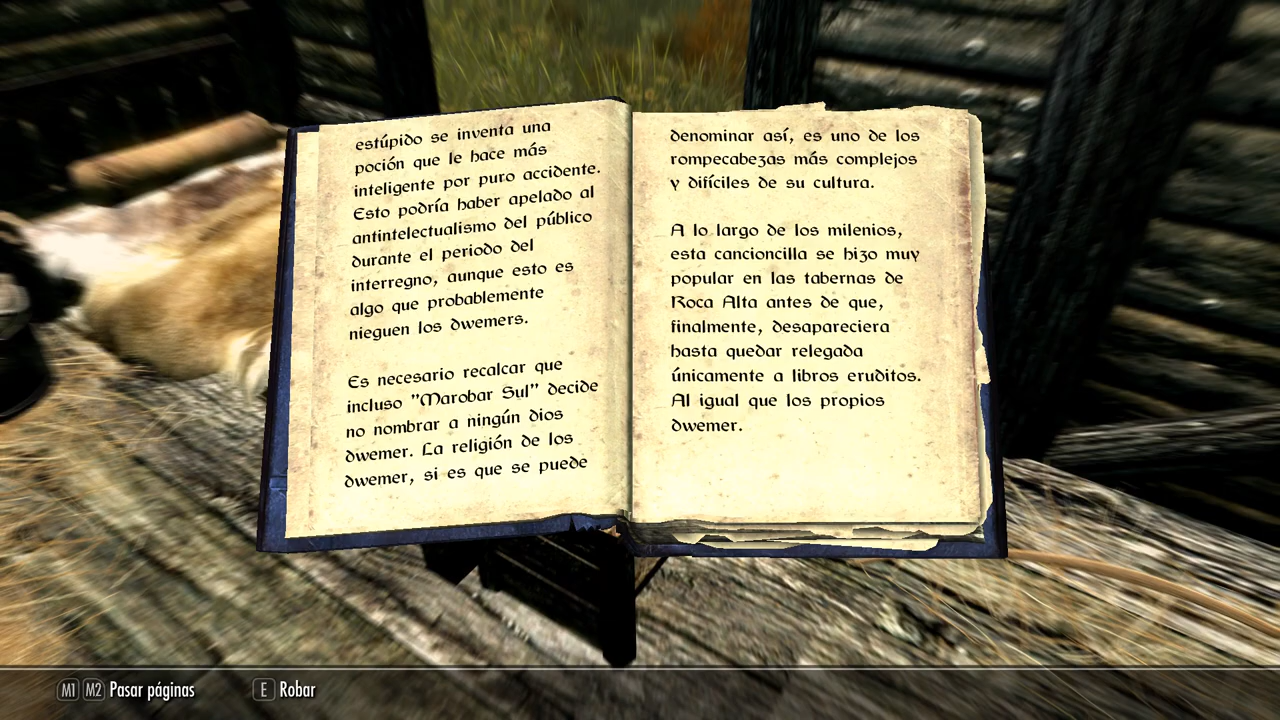 estúpido se inventa una
poción que le hace más
inteligente por puro accidente.
Esto podría haber apelado al
antintelectualismo del público
durante el periodo del
interregno, aunque esto es
algo que probablemente
nieguen los dwemers.
Es necesario recalcar que
incluso "Marobar Sul" decide
no nombrar a ningún dios
dwemer. La religión de los
dwemer, si es que se puede
denominar así, es uno de los
rompecabezas más complejos
y difíciles de su cultura.
A lo largo de los milenios,
esta cancioncilla se hizo muy
popular en las tabernas de
Roca Alta antes de que,
finalmente, desapareciera
hasta quedar relegada
únicamente a libros eruditos.
Al igual que los propios
dwemer.
M1 M2 Pasar páginas E Robar